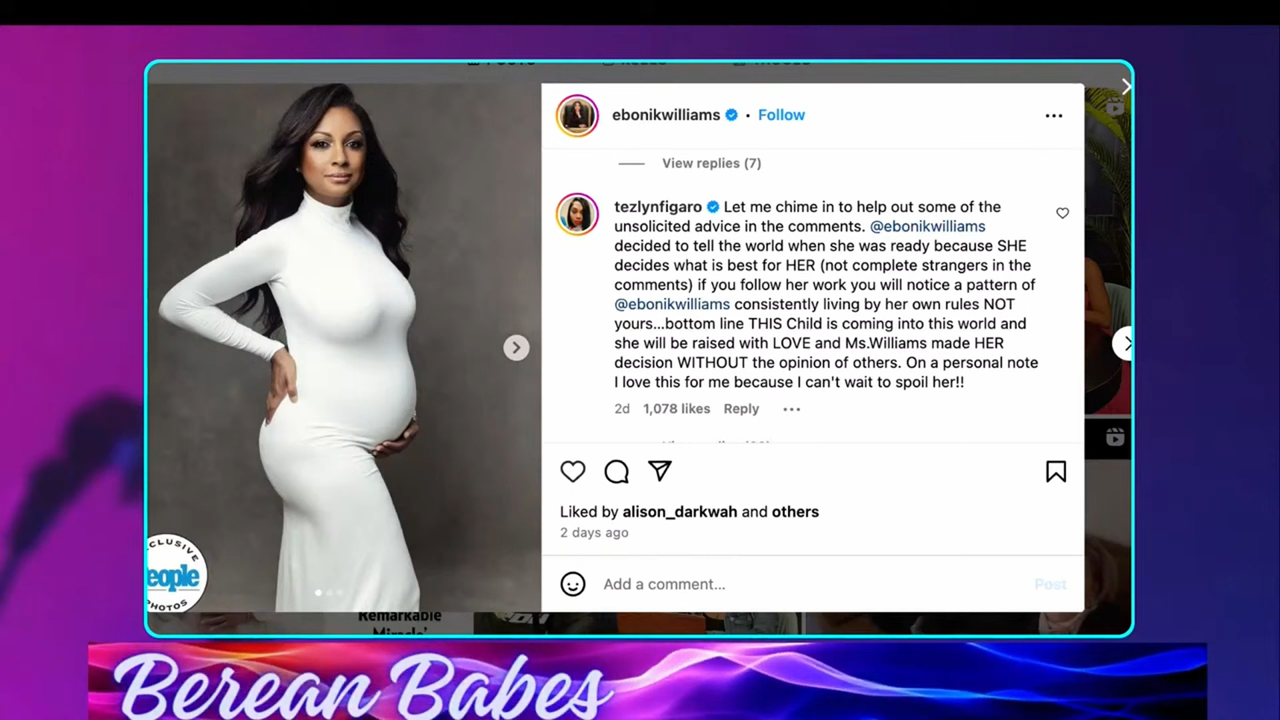 ebonikwilliams • Follow
View replies (7)
tezlynfigaro Let me chime in to help out some of the
unsolicited advice in the comments. @ebonikwilliams
decided to tell the world when she was ready because SHE
decides what is best for HER (not complete strangers in the
comments) if you follow her work you will notice a pattern of
@ebonikwilliams consistently living by her own rules NOT
yours...bottom line THIS Child is coming into this world and
she will be raised with LOVE and Ms.Williams made HER
decision WITHOUT the opinion of others. On a personal note
I love this for me because I can't wait to spoil her!!
2d 1,078 likes Reply
Liked by alison_darkwah and others
2 days ago
Add a comment...
Post
CLUSIVE
eople
PHOTOS
Remarkable
Miracle'
Berean Babes